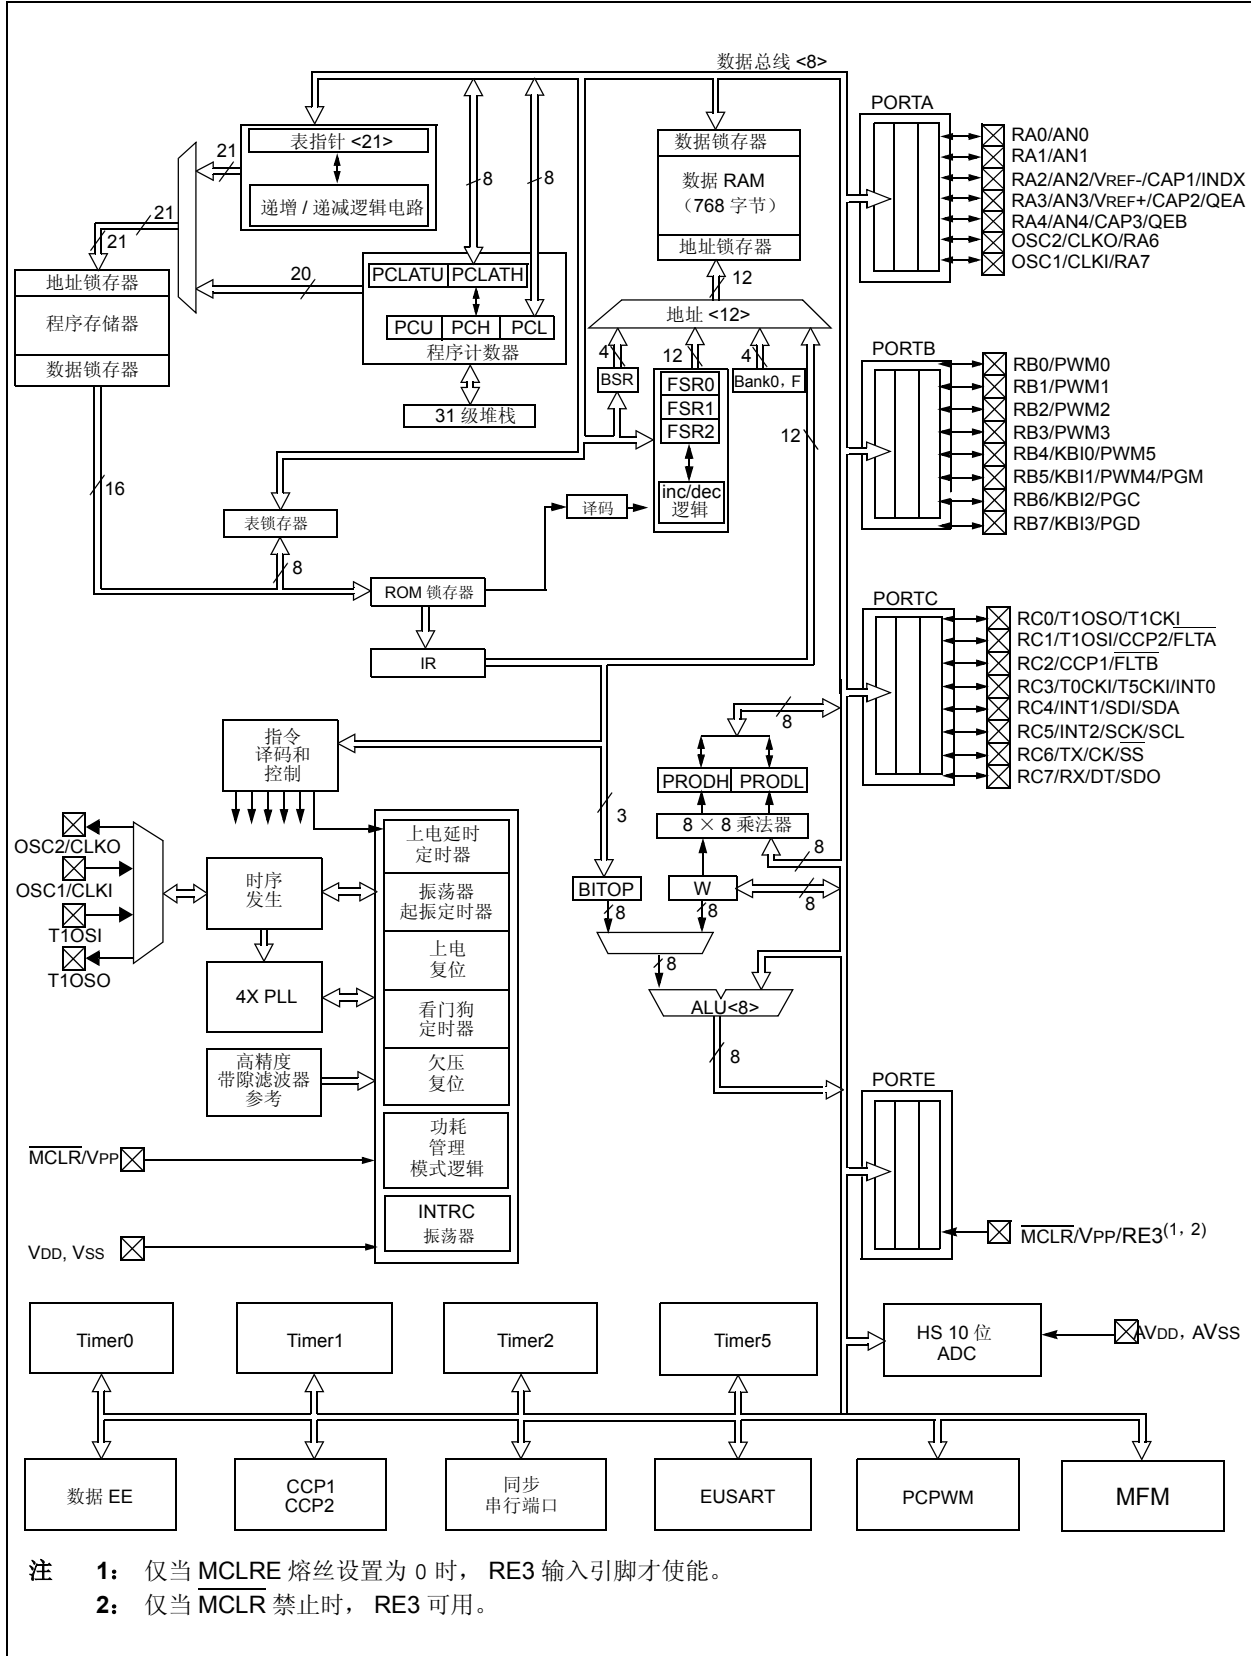 数据总线 <8>
PORTA
表指针 <21>
递增 / 递减逻辑电路
21
21
21
8
8
数据锁存器
数据 RAM
（768 字节）
地址锁存器
12
RA0/AN0
RA1/AN1
RA2/AN2/VREF-/CAP1/INDX
RA3/AN3/VREF+/CAP2/QEA
RA4/AN4/CAP3/QEB
OSC2/CLKO/RA6
OSC1/CLKI/RA7
地址锁存器
程序存储器
数据锁存器
20
PCLATU PCLATH
PCU PCH PCL
程序计数器
31 级堆栈
地址 <12>
4
12
4
BSR
FSR0
FSR1
FSR2
Bank0，F
12
inc/dec
逻辑
译码
PORTB
RB0/PWM0
RB1/PWM1
RB2/PWM2
RB3/PWM3
RB4/KBI0/PWM5
RB5/KBI1/PWM4/PGM
RB6/KBI2/PGC
RB7/KBI3/PGD
16
表锁存器
8
ROM 锁存器
IR
PORTC
RC0/T1OSO/T1CKI
RC1/T1OSI/CCP2/FLTA
RC2/CCP1/FLTB
RC3/T0CKI/T5CKI/INT0
RC4/INT1/SDI/SDA
RC5/INT2/SCK/SCL
RC6/TX/CK/SS
RC7/RX/DT/SDO
指令
译码和
控制
8
PRODH PRODL
8 × 8 乘法器
3
8
BITOP
W
8
8
8
8
ALU<8>
8
OSC2/CLKO
OSC1/CLKI
T1OSI
T1OSO
时序
发生
4X PLL
高精度
带隙滤波器
参考
上电延时
定时器
振荡器
起振定时器
上电
复位
看门狗
定时器
欠压
复位
功耗
管理
模式逻辑
INTRC
振荡器
MCLR/VPP
VDD, VSS
PORTE
MCLR/VPP/RE3(1，2)
Timer0
Timer1
Timer2
Timer5
HS 10 位
ADC
AVDD，AVSS
数据 EE
CCP1
CCP2
同步
串行端口
EUSART
PCPWM
MFM
注 1： 仅当 MCLRE 熔丝设置为 0 时， RE3 输入引脚才使能。
2： 仅当 MCLR 禁止时， RE3 可用。